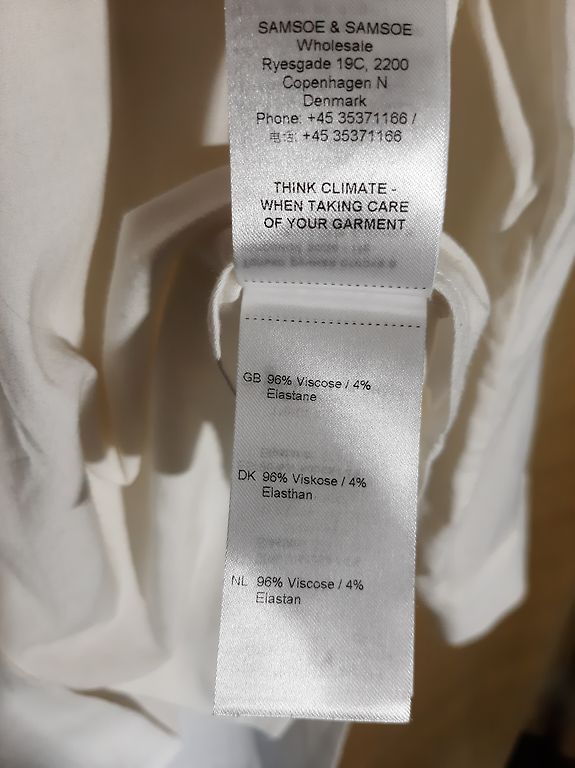 SAMSOE & SAMSOE
Wholesale
Ryesgade 19C, 2200
Copenhagen N
Denmark
Phone: +45 35371166 /
电话: +45 35371166
THINK CLIMATE -
WHEN TAKING CARE
OF YOUR GARMENT
GB 96% Viscose / 4%
Elastane
DK 96% Viskose / 4%
Elasthan
NL 96% Viscose / 4%
Elastan